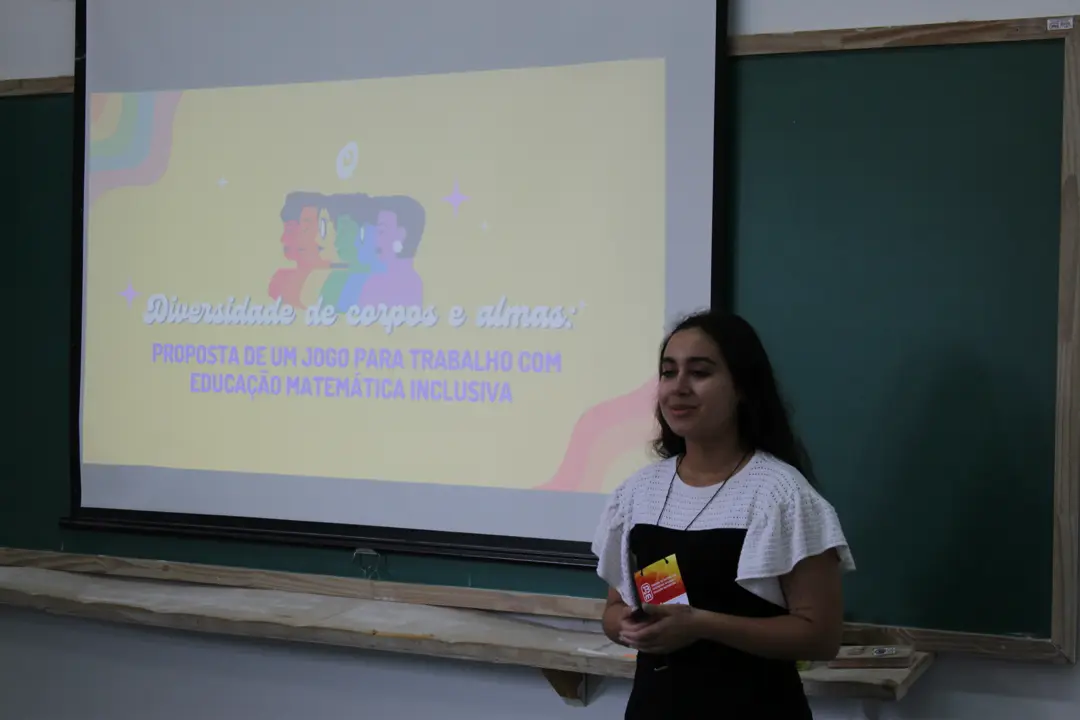 Diversidade de corpos e almas:
PROPOSTA DE UM JOGO PARA TRABALHO COM
EDUCAÇÃO MATEMÁTICA INCLUSIVA